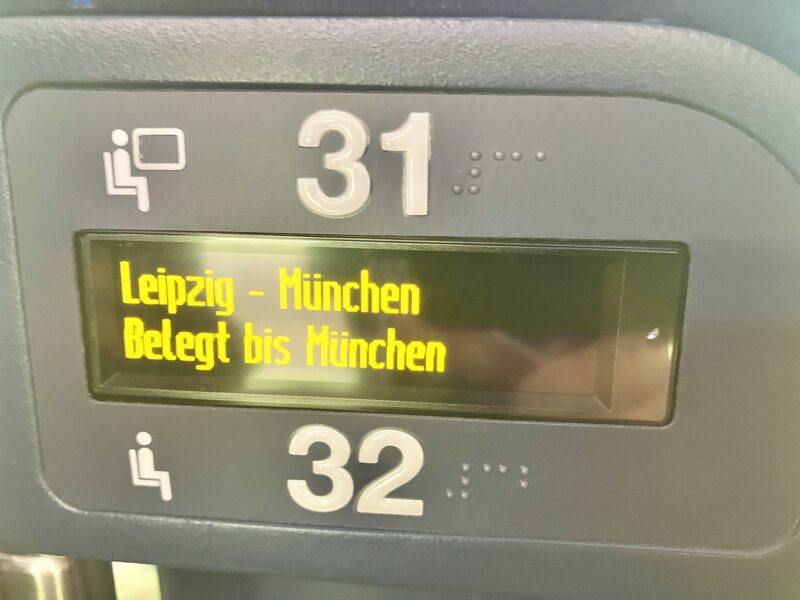 31
Leipzig - München
Belegt bis München
32